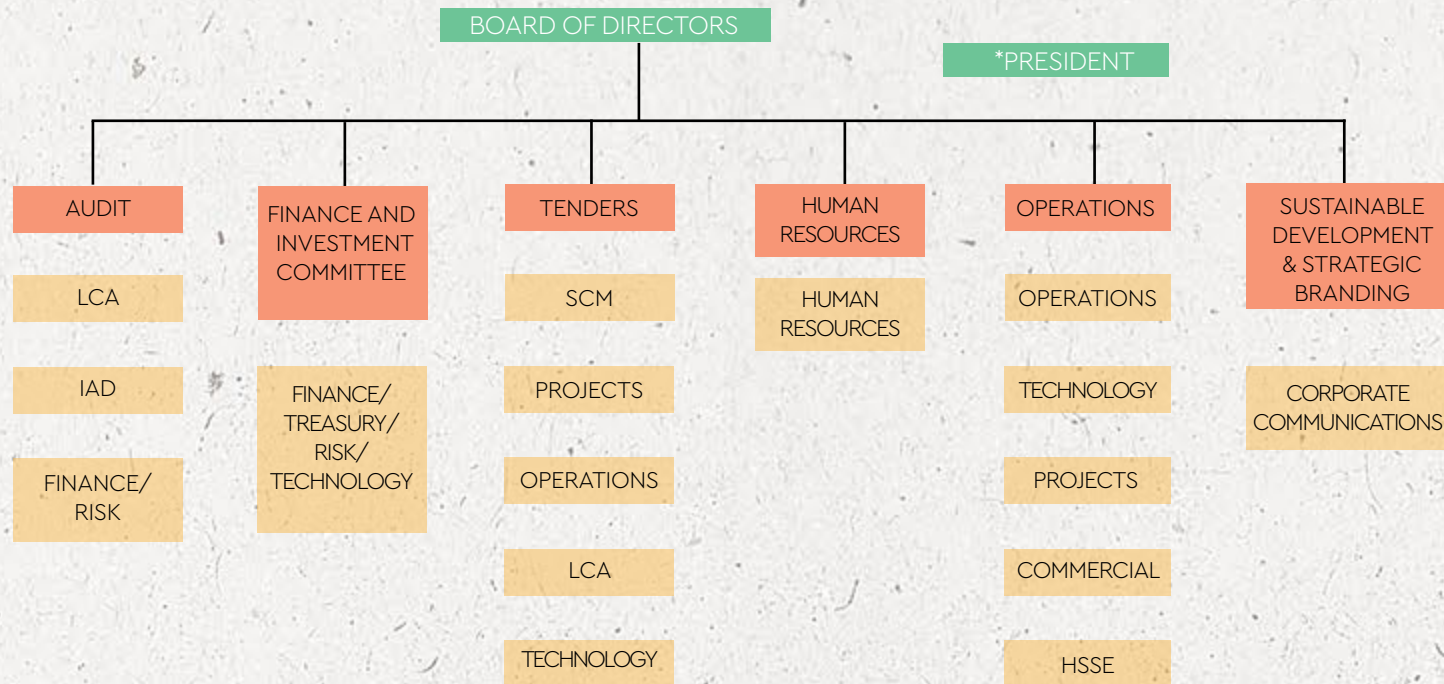 BOARD OF DIRECTORS
*PRESIDENT
AUDIT
LCA
IAD
FINANCE/
RISK
FINANCE AND
INVESTMENT
COMMITTEE
FINANCE/
TREASURY/
RISK/
TECHNOLOGY
TENDERS
SCM
PROJECTS
OPERATIONS
LCA
TECHNOLOGY
HUMAN
RESOURCES
HUMAN
RESOURCES
OPERATIONS
OPERATIONS
TECHNOLOGY
PROJECTS
COMMERCIAL
HSSE
SUSTAINABLE
DEVELOPMENT
& STRATEGIC
BRANDING
CORPORATE
COMMUNICATIONS